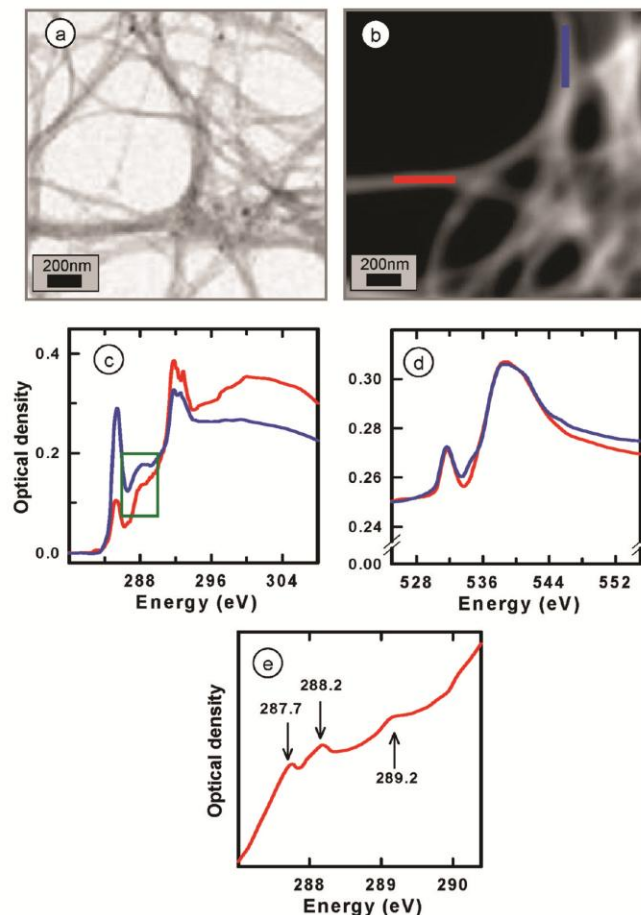 a
b
200nm
200nm
c
d
0.4
0.2
0.0
Optical density
288
296
304
Energy (eV)
0.30
0.28
0.26
0.24
0.00
528
536
544
552
Energy (eV)
e
287.7
288.2
289.2
Optical density
288
289
290
Energy (eV)